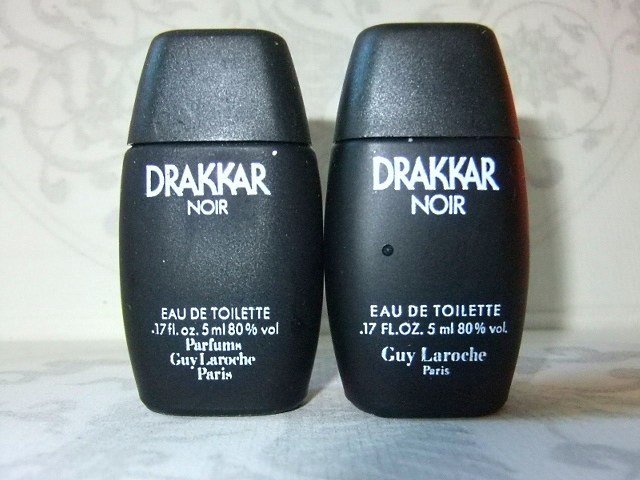 DRAKKAR
NOIR
EAU DE TOILETTE
.17 fl. oz. 5 ml 80% vol
Parfums
Guy Laroche
Paris
DRAKKAR
NOIR
EAU DE TOILETTE
.17 FL.OZ. 5 ml 80% vol.
Guy Laroche
Paris